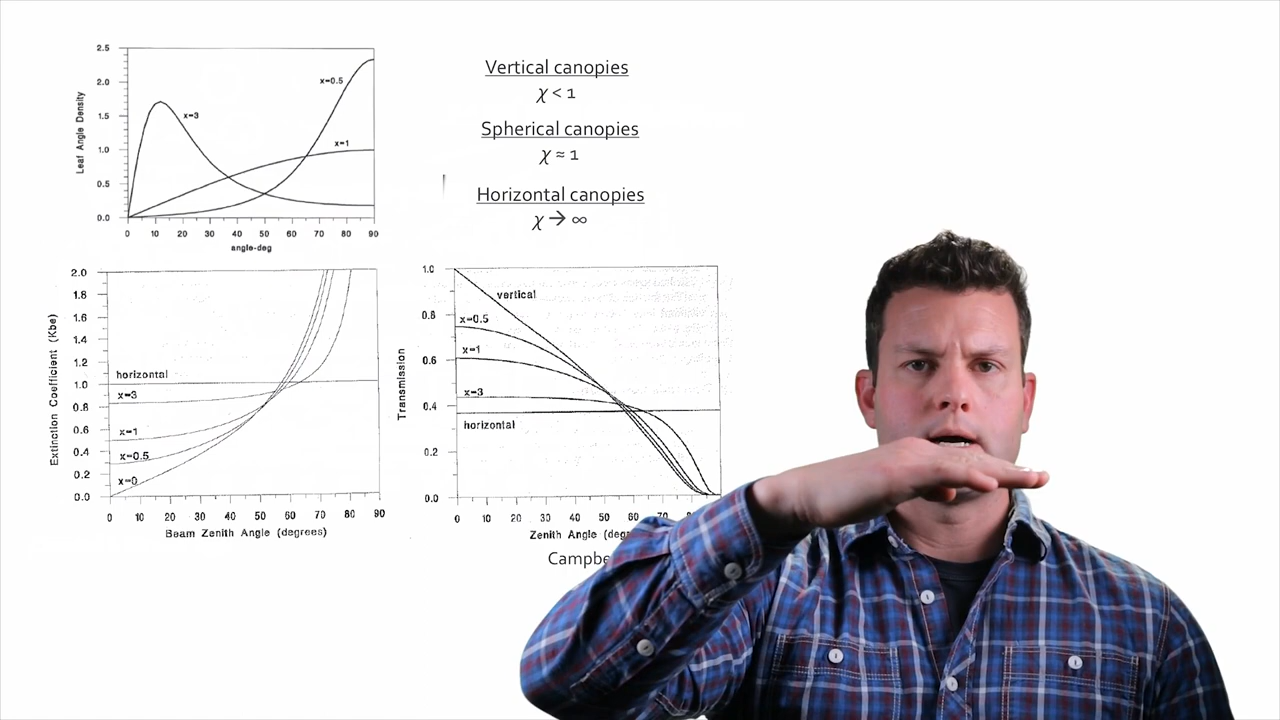 2.5
2.0
1.5
1.0
0.5
0.0
Leaf Angle Density
x=3
x=0.5
x=1
0 10 20 30 40 50 60 70 80 90
angle-deg
Vertical canopies
χ < 1
Spherical canopies
χ ≈ 1
Horizontal canopies
χ → ∞
2.0
1.8
1.6
1.4
1.2
1.0
0.8
0.6
0.4
0.2
0.0
Extinction Coefficient (Kbe)
horizontal
x=3
x=1
x=0.5
x=0
0 10 20 30 40 50 60 70 80 90
Beam Zenith Angle (degrees)
1.0
0.8
0.6
0.4
0.2
0.0
Transmission
vertical
x=0.5
x=1
x=3
horizontal
0 10 20 30 40 50 60 70 80
Zenith Angle